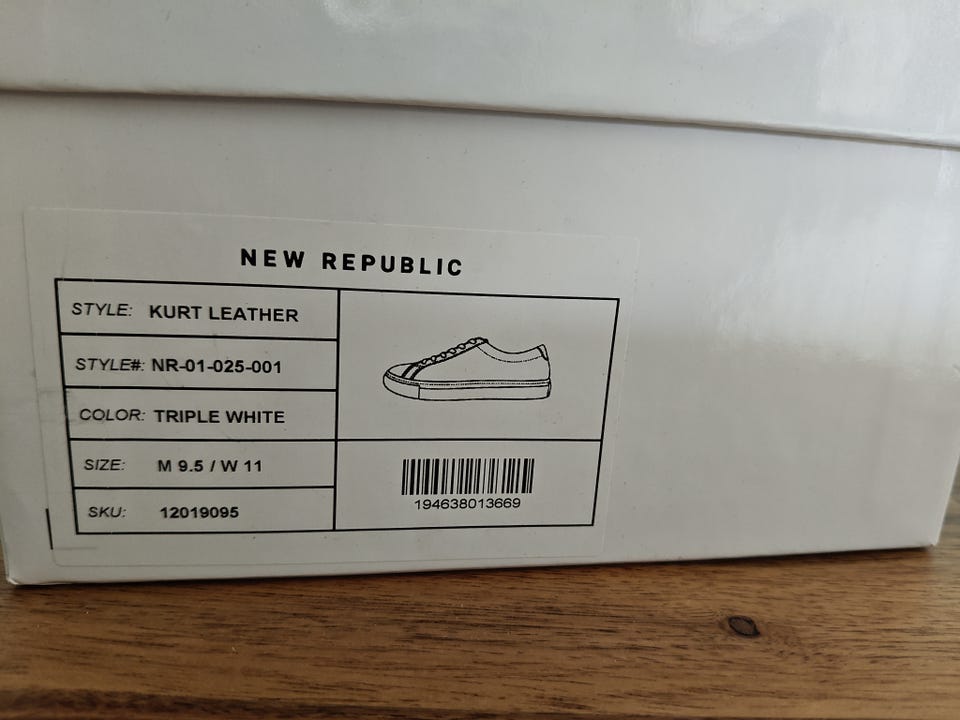 NEW REPUBLIC
STYLE: KURT LEATHER
STYLE#: NR-01-025-001
COLOR: TRIPLE WHITE
SIZE: M 9.5 / W 11
SKU: 12019095
194638013669